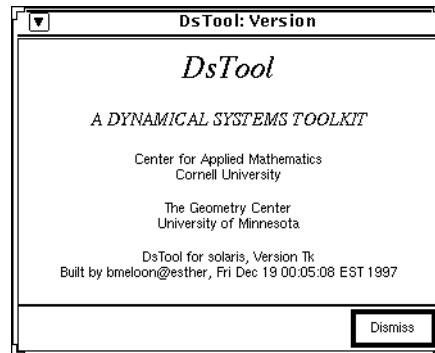 DsTool: Version
DsTool
A DYNAMICAL SYSTEMS TOOLKIT
Center for Applied Mathematics
Cornell University
The Geometry Center
University of Minnesota
DsTool for solaris, Version Tk
Built by bmeloon@esther, Fri Dec 19 00:05:08 EST 1997
Dismiss